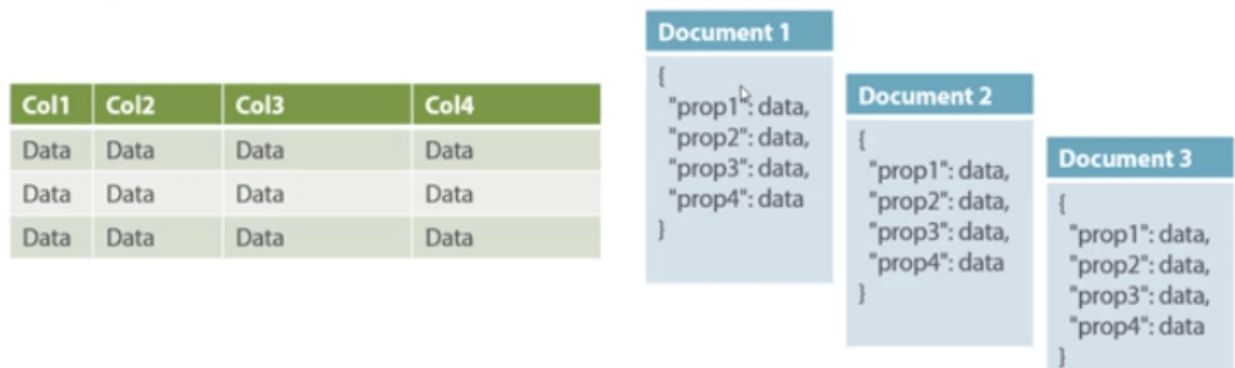 Col1 Col2 Col3 Col4
Data Data Data Data
Data Data Data Data
Data Data Data Data
Document 1
{
"prop1": data,
"prop2": data,
"prop3": data,
"prop4": data
}
Document 2
{
"prop1": data,
"prop2": data,
"prop3": data,
"prop4": data
}
Document 3
{
"prop1": data,
"prop2": data,
"prop3": data,
"prop4": data
}